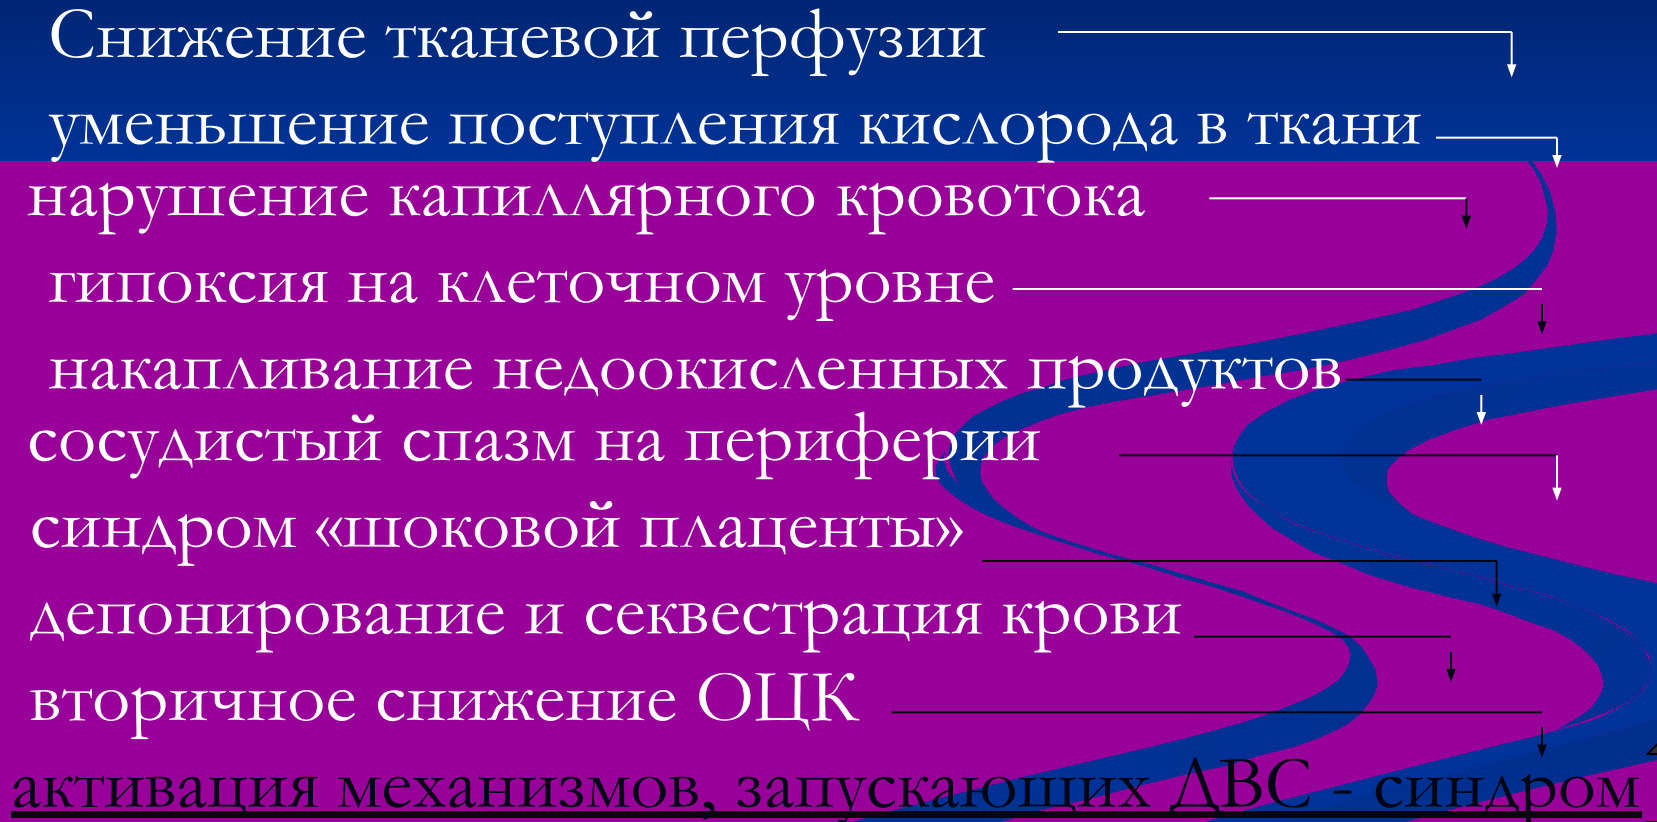 Снижение тканевой перфузии
уменьшение поступления кислорода в ткани
нарушение капиллярного кровотока
гипоксия на клеточном уровне
накапливание недоокисленных продуктов
сосудистый спазм на периферии
синдром «шоковой плаценты»
депонирование и секвестрация крови
вторичное снижение ОЦК
активация механизмов, запускающих ДВС - синдром